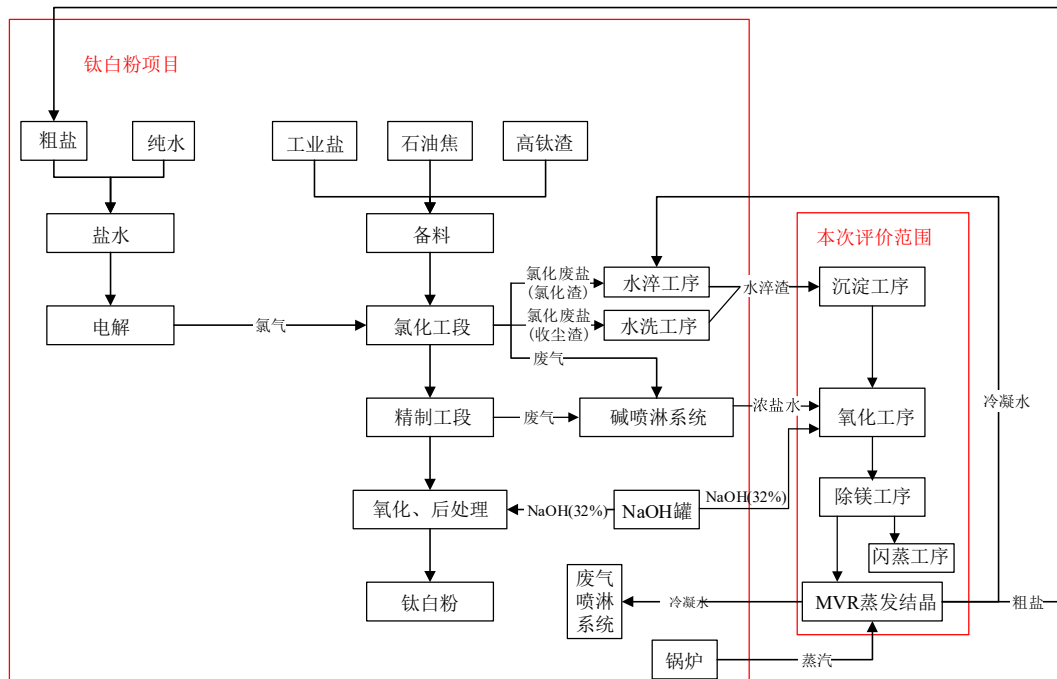 钛白粉项目
粗盐
纯水
工业盐
石油焦
高钛渣
盐水
备料
电解
氯气
氯化工段
氯化废盐
(氯化渣)
水淬工序
氯化废盐
(收尘渣)
水洗工序
废气
水淬渣
本次评价范围
沉淀工序
精制工段
废气
碱喷淋系统
浓盐水
氧化工序
冷凝水
氧化、后处理
NaOH(32%)
NaOH罐
NaOH(32%)
除镁工序
闪蒸工序
钛白粉
废气
喷淋
系统
冷凝水
MVR蒸发结晶
粗盐
锅炉
蒸汽